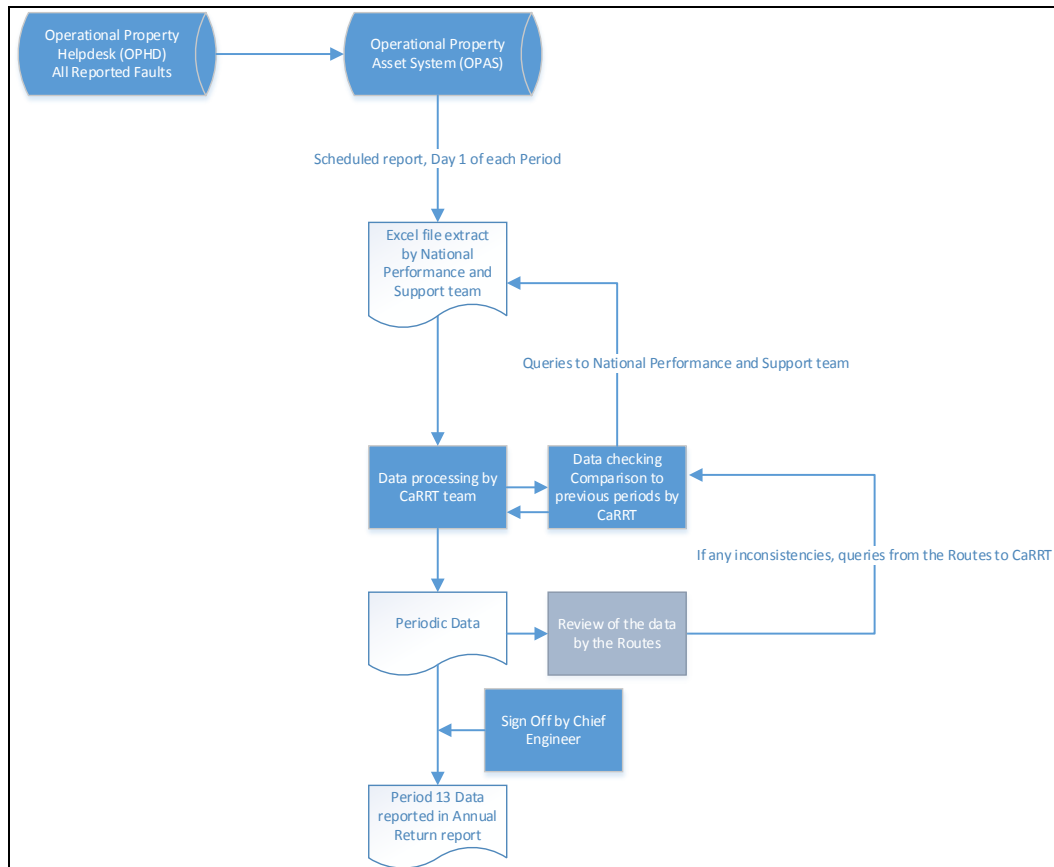 Operational Property
Helpdesk (OPHD)
All Reported Faults
Operational Property
Asset System (OPAS)
Scheduled report, Day 1 of each Period
Excel file extract
by National
Performance and
Support team
Queries to National Performance and Support team
Data processing by
CaRRT team
Data checking
Comparison to
previous periods by
CaRRT
If any inconsistencies, queries from the Routes to CaRRT
Periodic Data
Review of the data
by the Routes
Sign Off by Chief
Engineer
Period 13 Data
reported in Annual
Return report